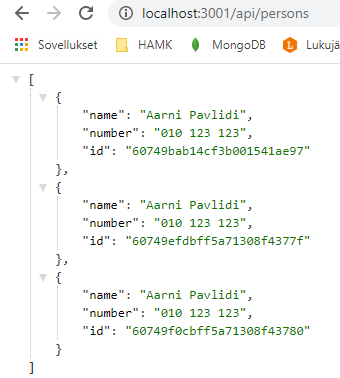 localhost:3001/api/persons
Sovellukset HAMK MongoDB Lukujä
[
{
"name": "Aarni Pavlidi",
"number": "010 123 123",
"id": "60749bab14cf3b001541ae97"
},
{
"name": "Aarni Pavlidi",
"number": "010 123 123",
"id": "60749efdbff5a71308f4377f"
},
{
"name": "Aarni Pavlidi",
"number": "010 123 123",
"id": "60749f0cbff5a71308f43780"
}
]